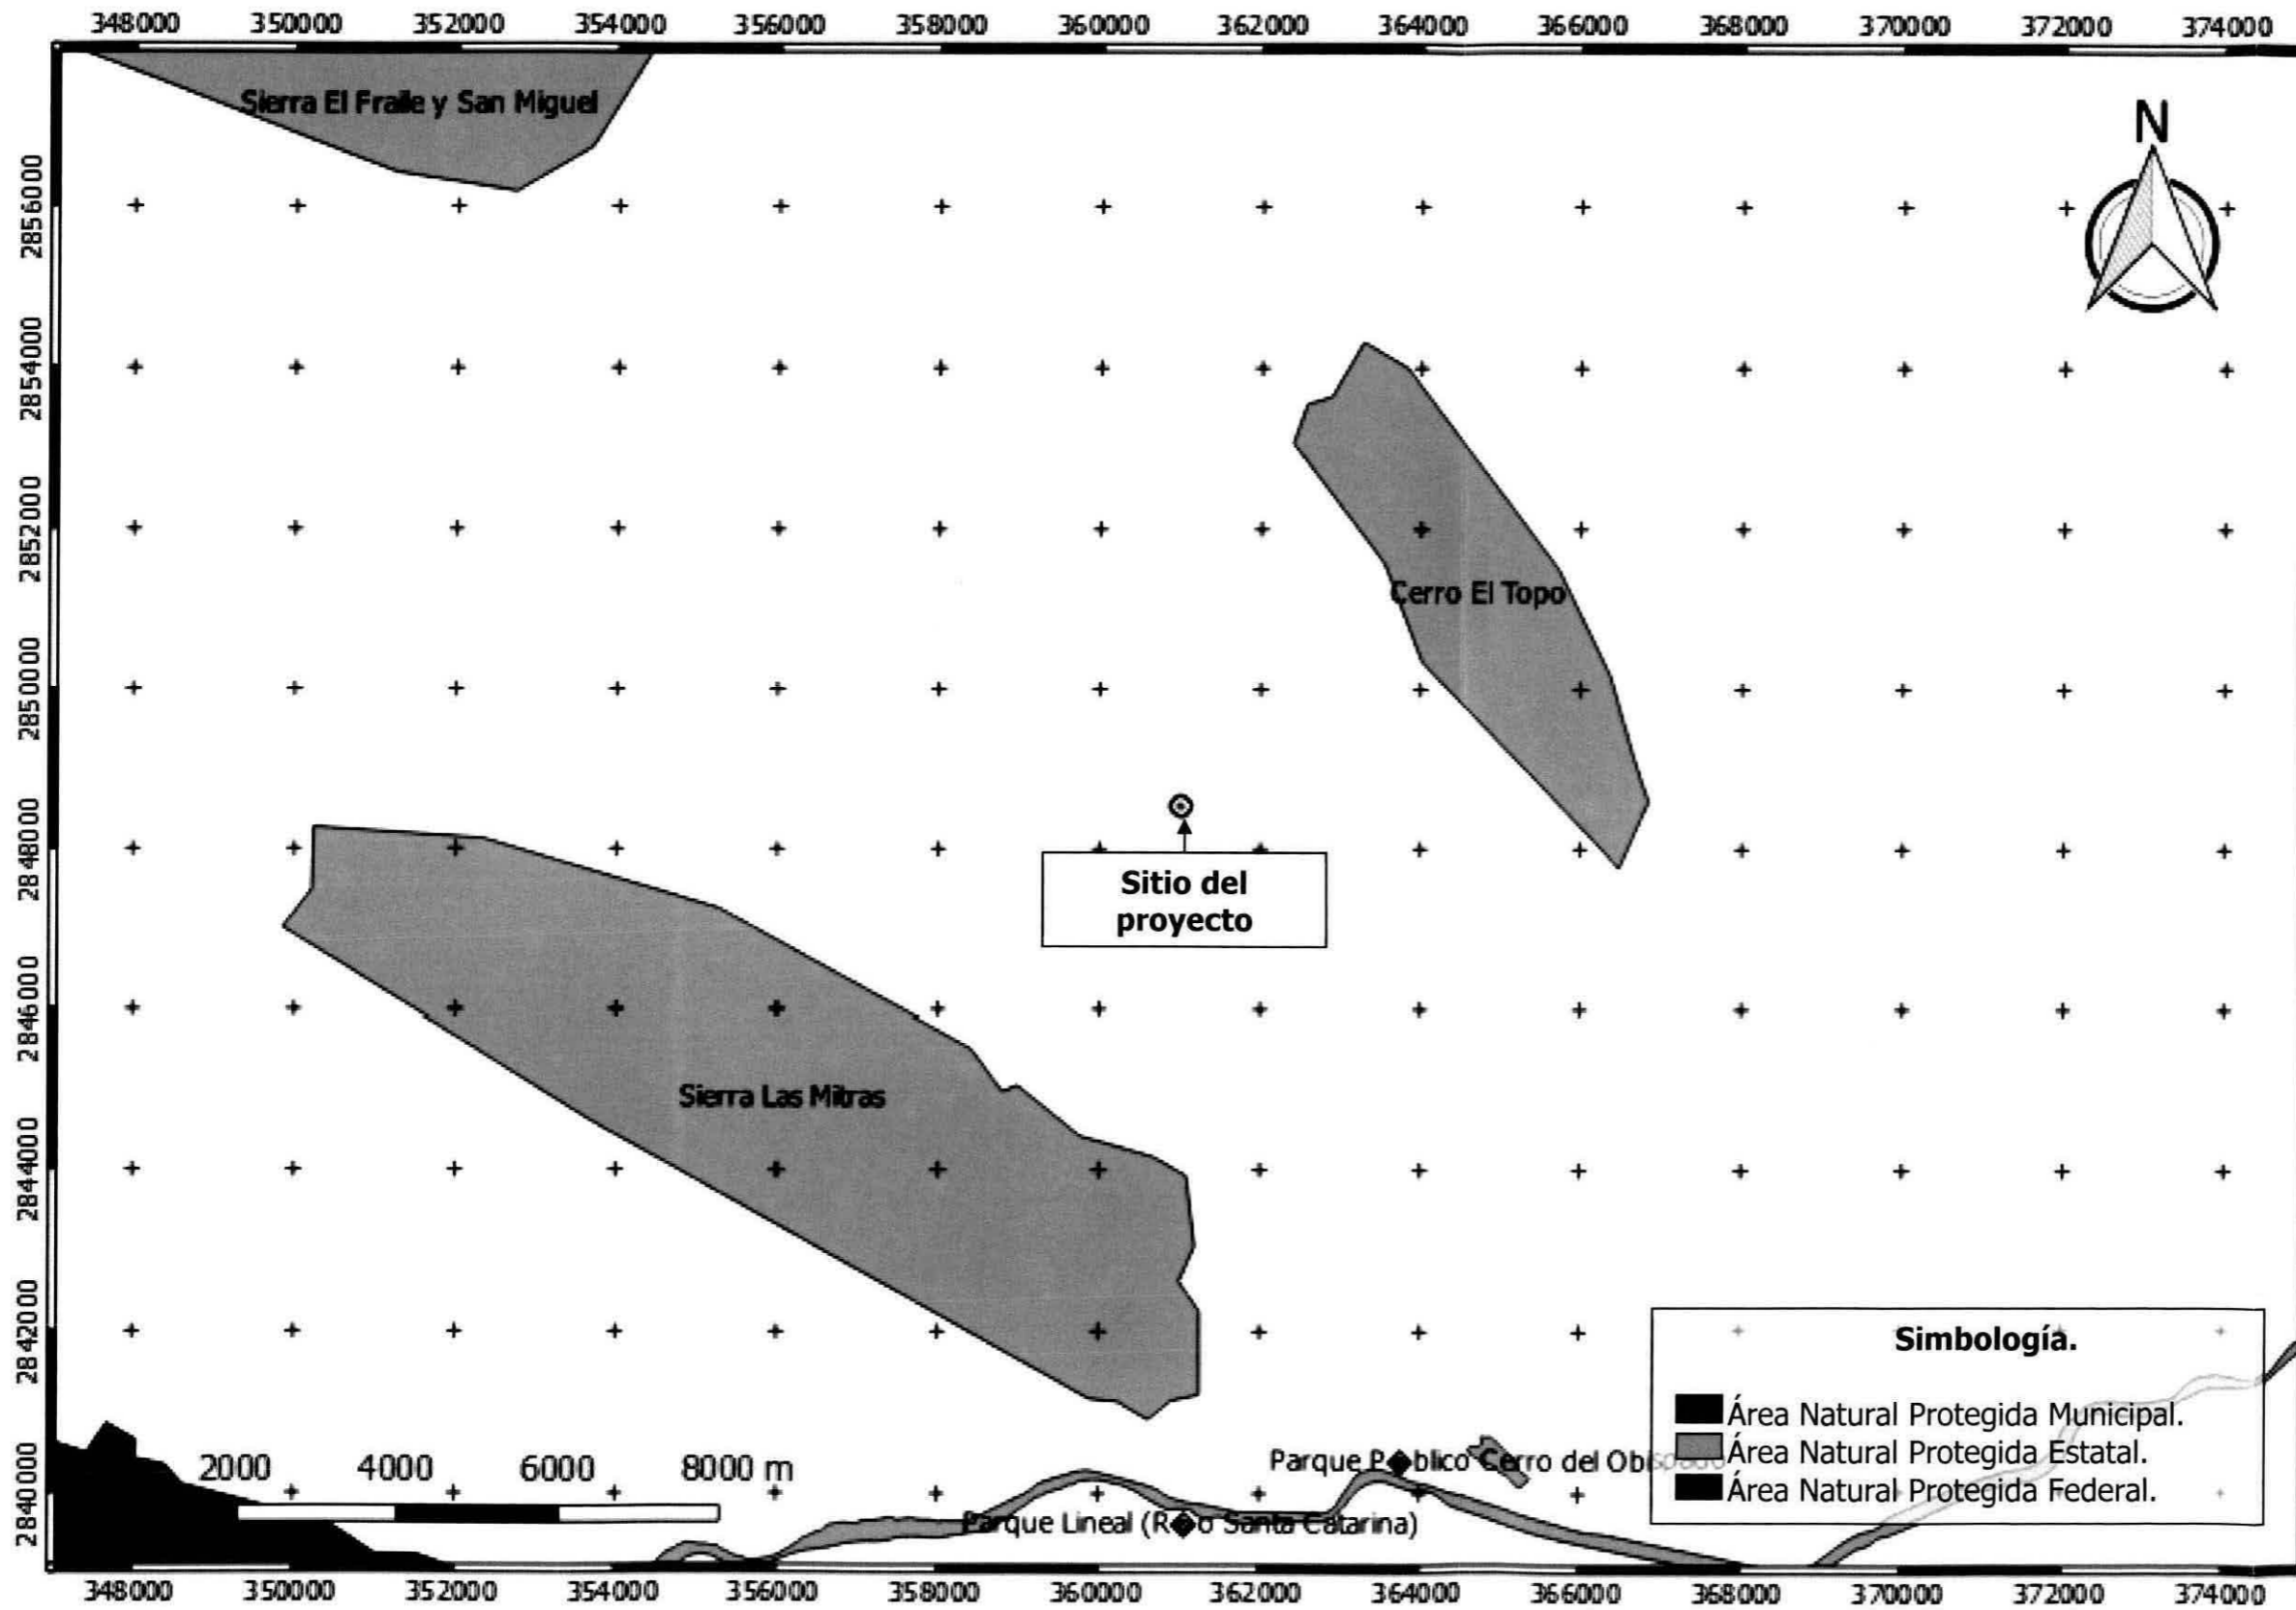 348000 350000 352000 354000 356000 358000 360000 362000 364000 366000 368000 370000 372000 374000
Sierra El Fraile y San Miguel
N
2856000
2854000
2852000
Cerro El Topo
2850000
2848000
Sitio del
proyecto
2846000
Sierra Las Mitras
2844000
2842000
Simbología.
Área Natural Protegida Municipal.
Área Natural Protegida Estatal.
Área Natural Protegida Federal.
2840000
2000 4000 6000 8000 m
Parque P�blico Cerro del Obispado
Parque Lineal (R�o Santa Catarina)
348000 350000 352000 354000 356000 358000 360000 362000 364000 366000 368000 370000 372000 374000